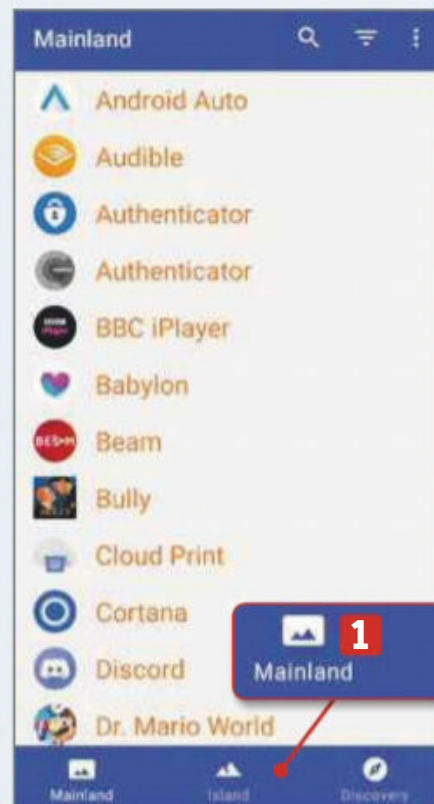 Mainland
Android Auto
Audible
Authenticator
Authenticator
BBC iPlayer
Babylon
Beam
Bully
Cloud Print
Cortana
1
Mainland
Discord
Dr. Mario World
Mainland
Island
Discovery